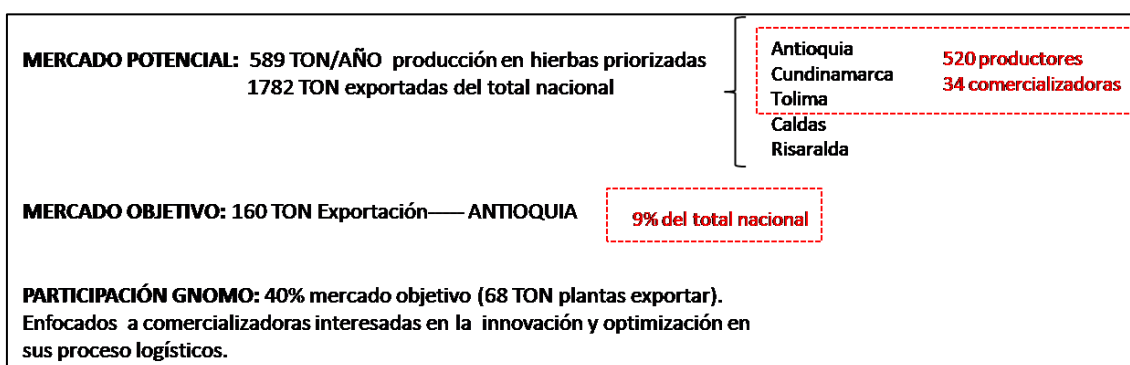 MERCADO POTENCIAL: 589 TON/AÑO producción en hierbas priorizadas
1782 TON exportadas del total nacional
Antioquia
Cundinamarca
Tolima
Caldas
Risaralda
520 productores
34 comercializadoras
MERCADO OBJETIVO: 160 TON Exportación—— ANTIOQUIA
9% del total nacional
PARTICIPACIÓN GNOMO: 40% mercado objetivo (68 TON plantas exportar).
Enfocados a comercializadoras interesadas en la innovación y optimización en
sus proceso logísticos.